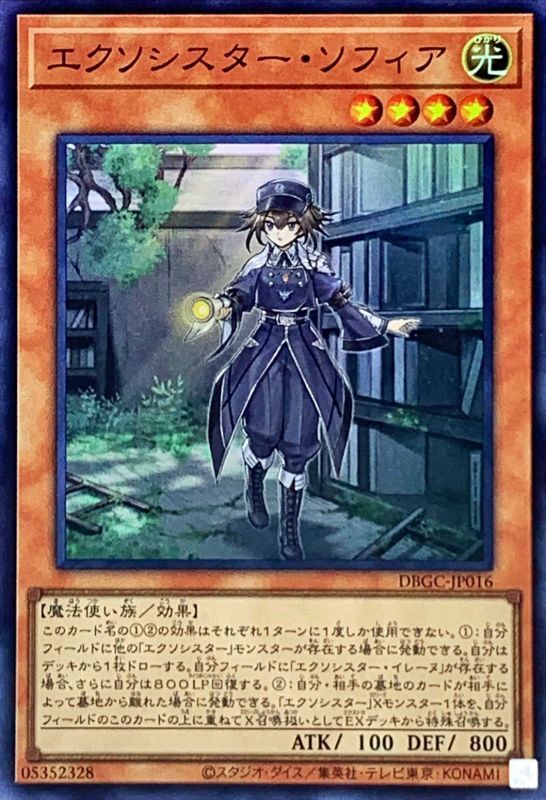 エクソシスター・ソフィア
ひかり
光
DBGC-JP016
【魔法使い族／効果】
このカード名の①②の効果はそれぞれ1ターンに1度しか使用できない。①：自分
フィールドに他の「エクソシスター」モンスターが存在する場合に発動できる。自分
はデッキから1枚ドローする。自分フィールドに「エクソシスター・イレーヌ」が存在する
場合、さらに自分は800LP回復する。②：自分・相手の墓地のカードが相手に
よって墓地から離れた場合に発動できる。「エクソシスター」Xモンスター1体を、自分
フィールドのこのカードの上に重ねてX召喚扱いとしてEXデッキから特殊召喚する。
ATK/ 100 DEF/ 800
05352328
©スタジオ・ダイス／集英社・テレビ東京・KONAMI